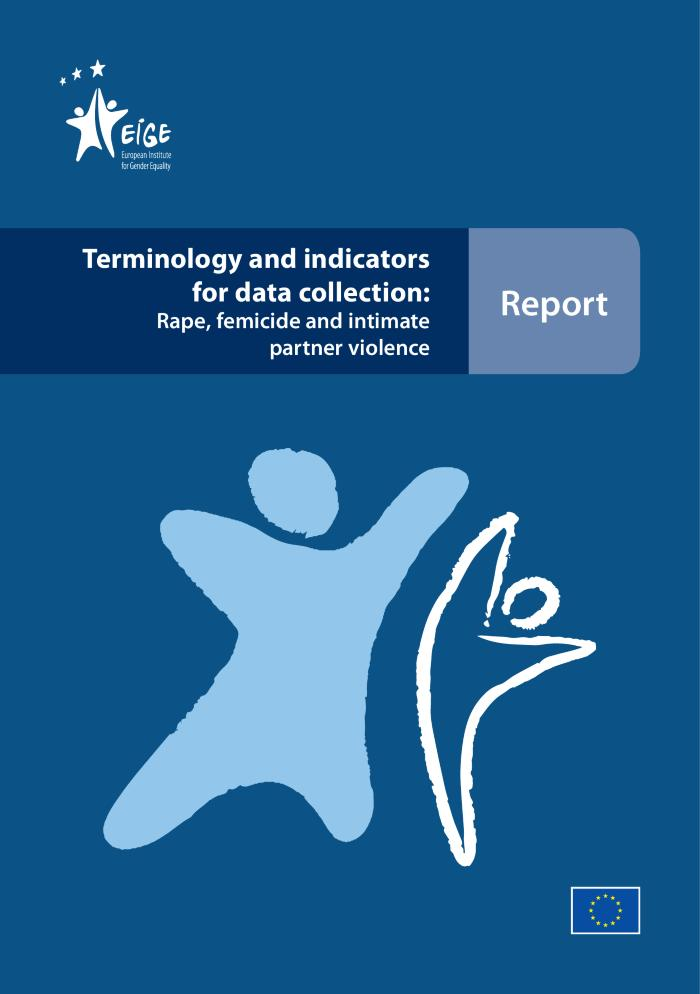 EIGE
European Institute
for Gender Equality
Terminology and indicators
for data collection:
Rape, femicide and intimate
partner violence
Report